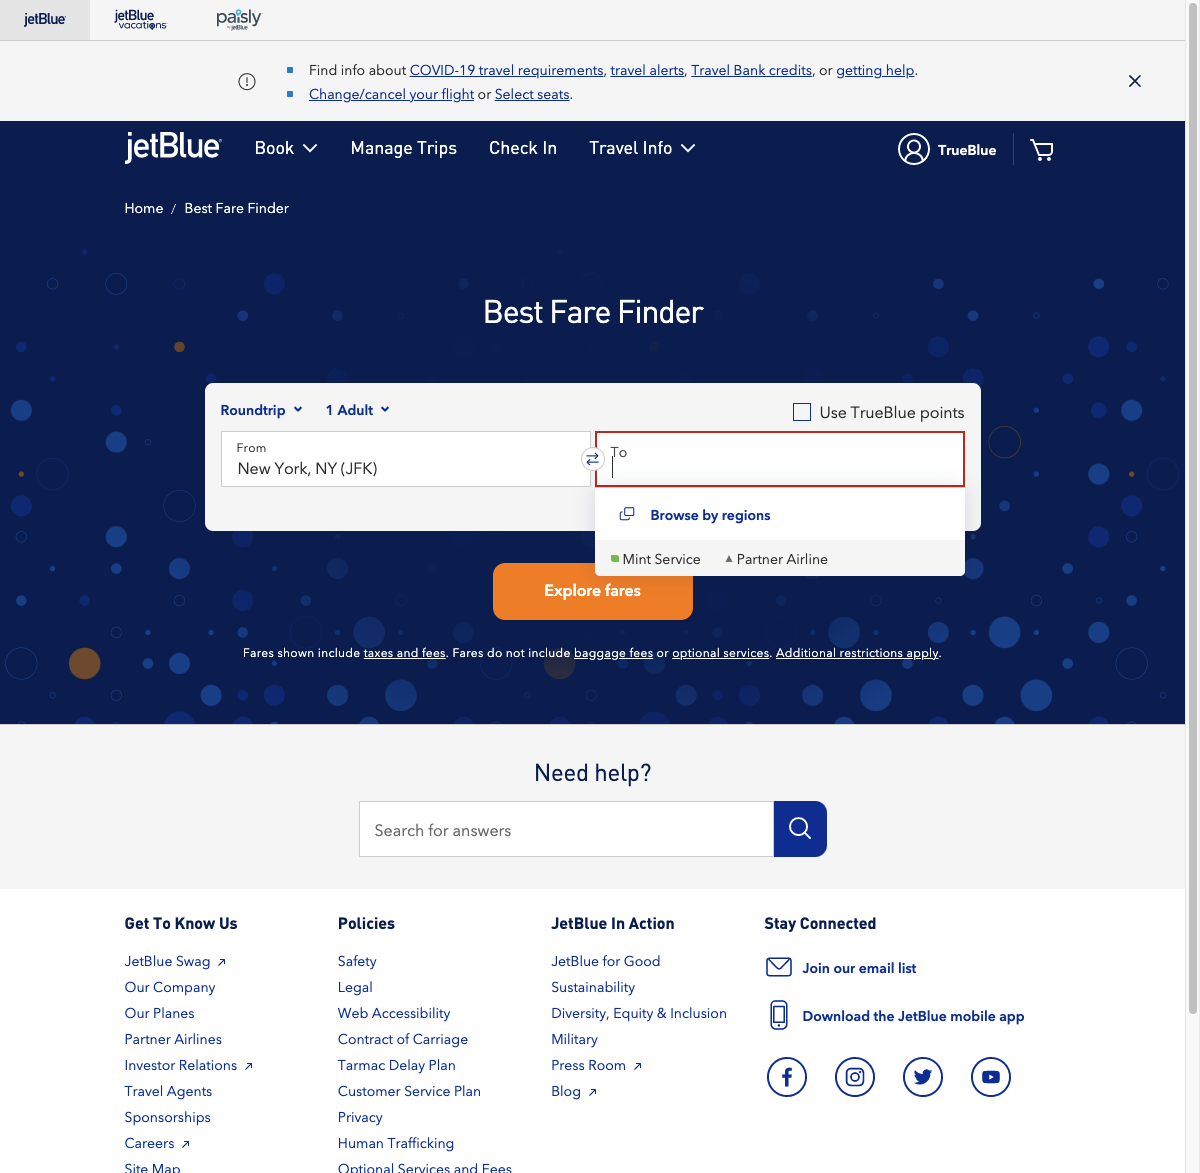 jetBlue
jetBlue vacations
paisly by jetBlue
Find info about COVID-19 travel requirements, travel alerts, Travel Bank credits, or getting help.
Change/cancel your flight or Select seats.
jetBlue Book Manage Trips Check In Travel Info TrueBlue
Home / Best Fare Finder
Best Fare Finder
Roundtrip 1 Adult Use TrueBlue points
From To
New York, NY (JFK)
Browse by regions
Mint Service Partner Airline
Explore fares
Fares shown include taxes and fees. Fares do not include baggage fees or optional services. Additional restrictions apply.
Need help?
Search for answers
Get To Know Us
JetBlue Swag
Our Company
Our Planes
Partner Airlines
Investor Relations
Travel Agents
Sponsorships
Careers
Site Map
Policies
Safety
Legal
Web Accessibility
Contract of Carriage
Tarmac Delay Plan
Customer Service Plan
Privacy
Human Trafficking
Optional Services and Fees
JetBlue In Action
JetBlue for Good
Sustainability
Diversity, Equity & Inclusion
Military
Press Room
Blog
Stay Connected
Join our email list
Download the JetBlue mobile app